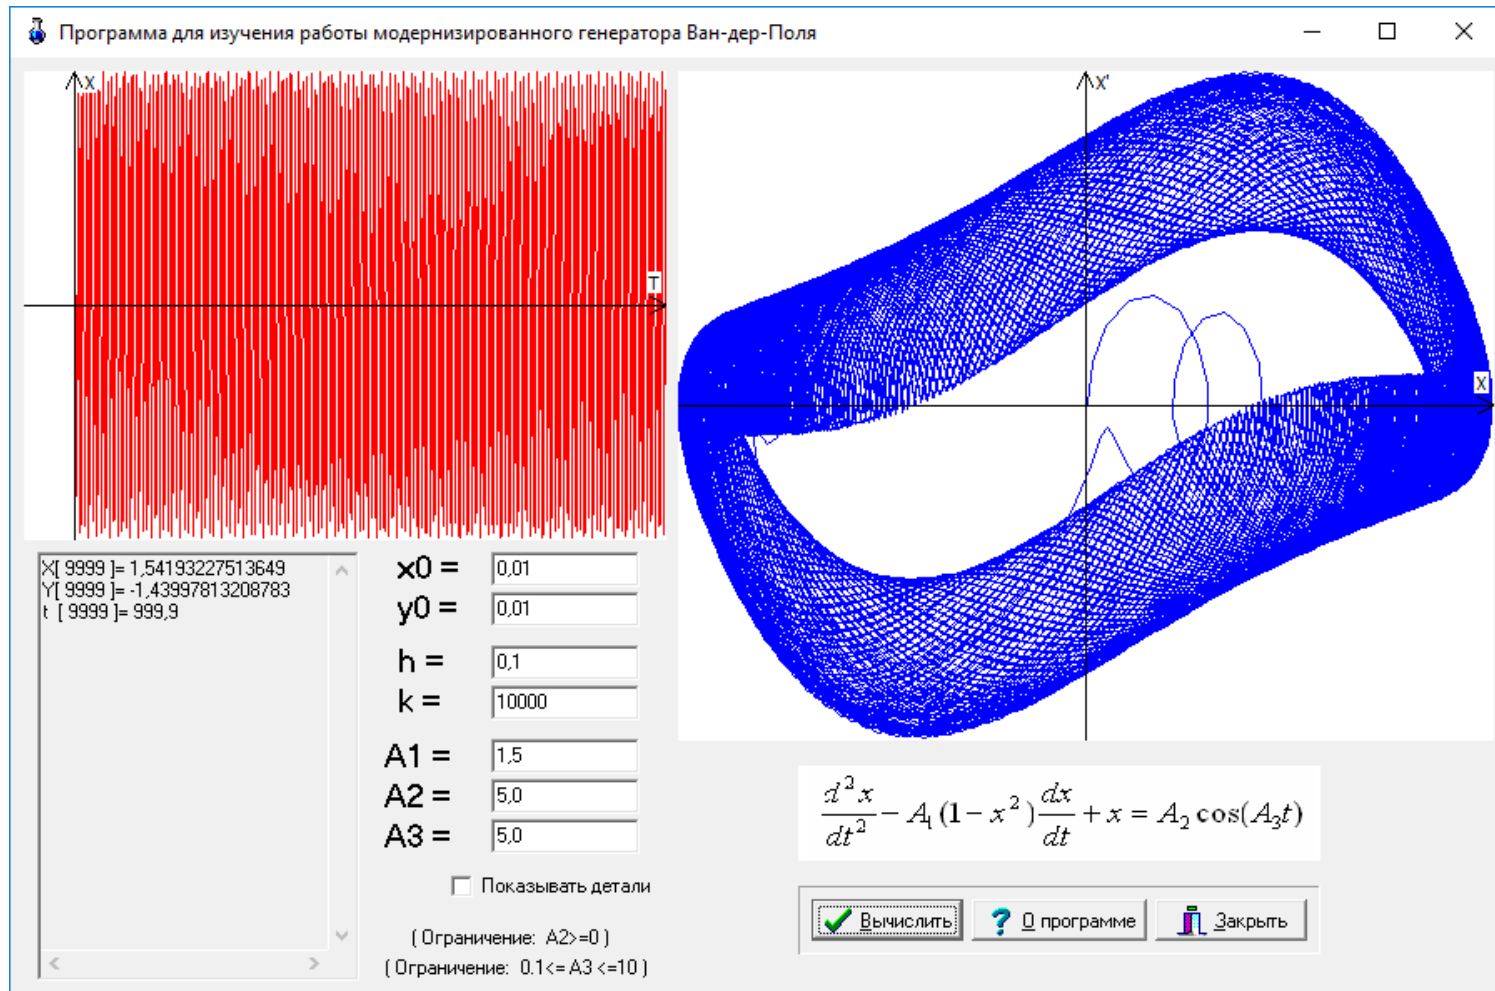 Программа для изучения работы модернизированного генератора Ван-дер-Поля
X
T
X'
X
X[ 9999 ]= 1,54193227513649
Y[ 9999 ]= -1,43997813208783
t [ 9999 ]= 999,9
x0 = 0,01
y0 = 0,01
h = 0,1
k = 10000
A1 = 1,5
A2 = 5,0
A3 = 5,0
Показывать детали
( Ограничение: A2>=0 )
( Ограничение: 0.1<= A3 <=10 )
d²x/dt² − A₁(1−x²)dx/dt + x = A₂ cos(A₃t)
Вычислить
О программе
Закрыть